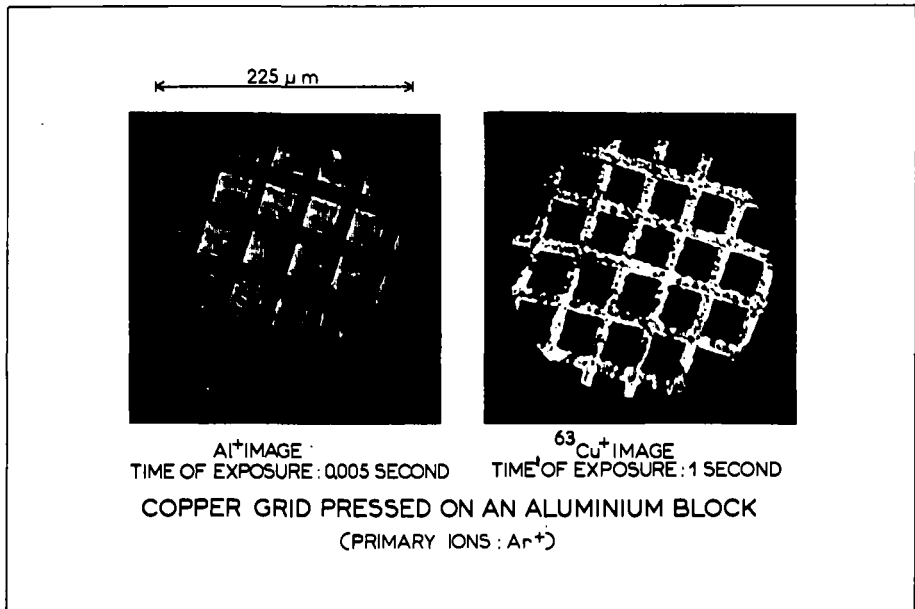 225 μm
Al⁺ IMAGE
TIME OF EXPOSURE : 0.005 SECOND
⁶³Cu⁺ IMAGE
TIME OF EXPOSURE : 1 SECOND
COPPER GRID PRESSED ON AN ALUMINIUM BLOCK
(PRIMARY IONS : Ar⁺)